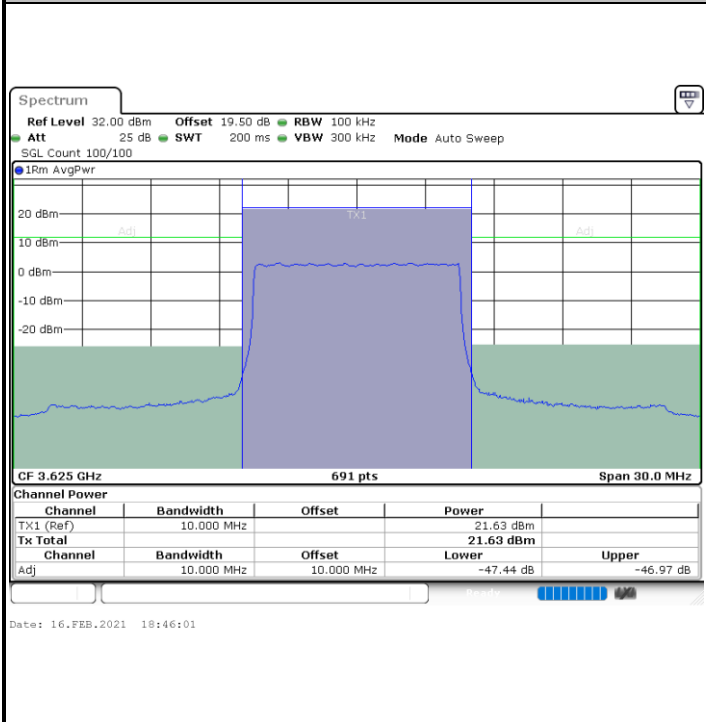 Spectrum
Ref Level 32.00 dBm Offset 19.50 dB RBW 100 kHz
Att 25 dB SWT 200 ms VBW 300 kHz Mode Auto Sweep
SGL Count 100/100
1Rm AvgPwr
20 dBm
TX1
Adj
Adj
10 dBm
0 dBm
-10 dBm
-20 dBm
CF 3.625 GHz 691 pts Span 30.0 MHz
Channel Power
Channel Bandwidth Offset Power
TX1 (Ref) 10.000 MHz 21.63 dBm
Tx Total 21.63 dBm
Channel Bandwidth Offset Lower Upper
Adj 10.000 MHz 10.000 MHz -47.44 dB -46.97 dB
Ready
Date: 16.FEB.2021 18:46:01